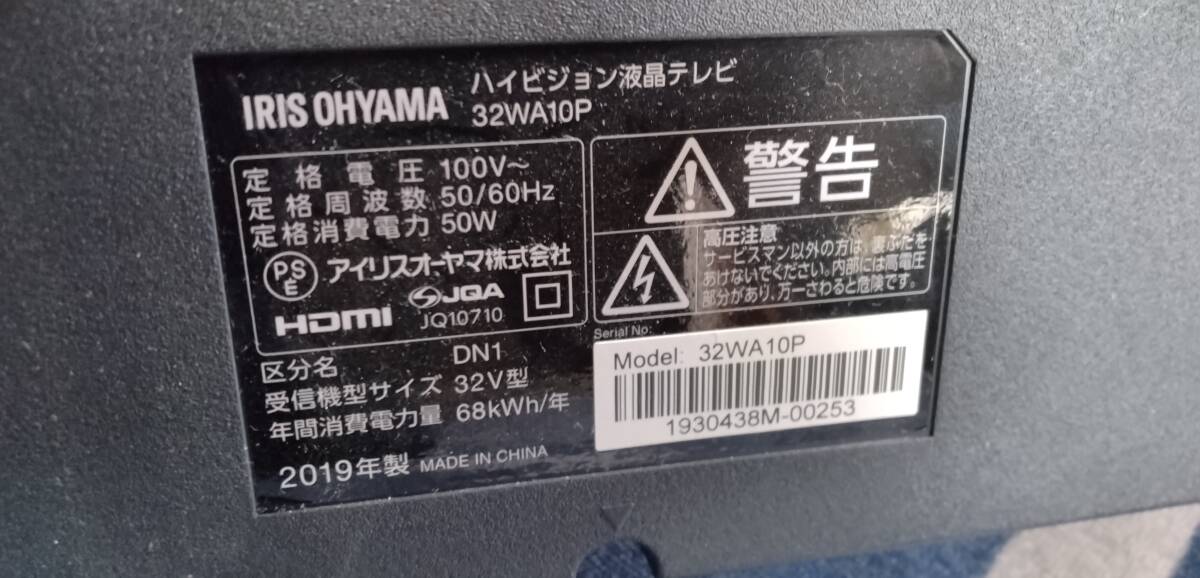 IRIS OHYAMA
ハイビジョン液晶テレビ
32WA10P
定格電圧 100V～
定格周波数 50/60Hz
定格消費電力 50W
PSE
アイリスオーヤマ株式会社
HDMI
JQA
JQ10710
区分名 DN1
受信機型サイズ 32V型
年間消費電力量 68kWh/年
2019年製 MADE IN CHINA
警告
高圧注意
サービスマン以外の方は、裏ぶたを
あけないでください。内部には高電圧
部分があり、万一さわると危険です。
Serial No:
Model: 32WA10P
1930438M-00253